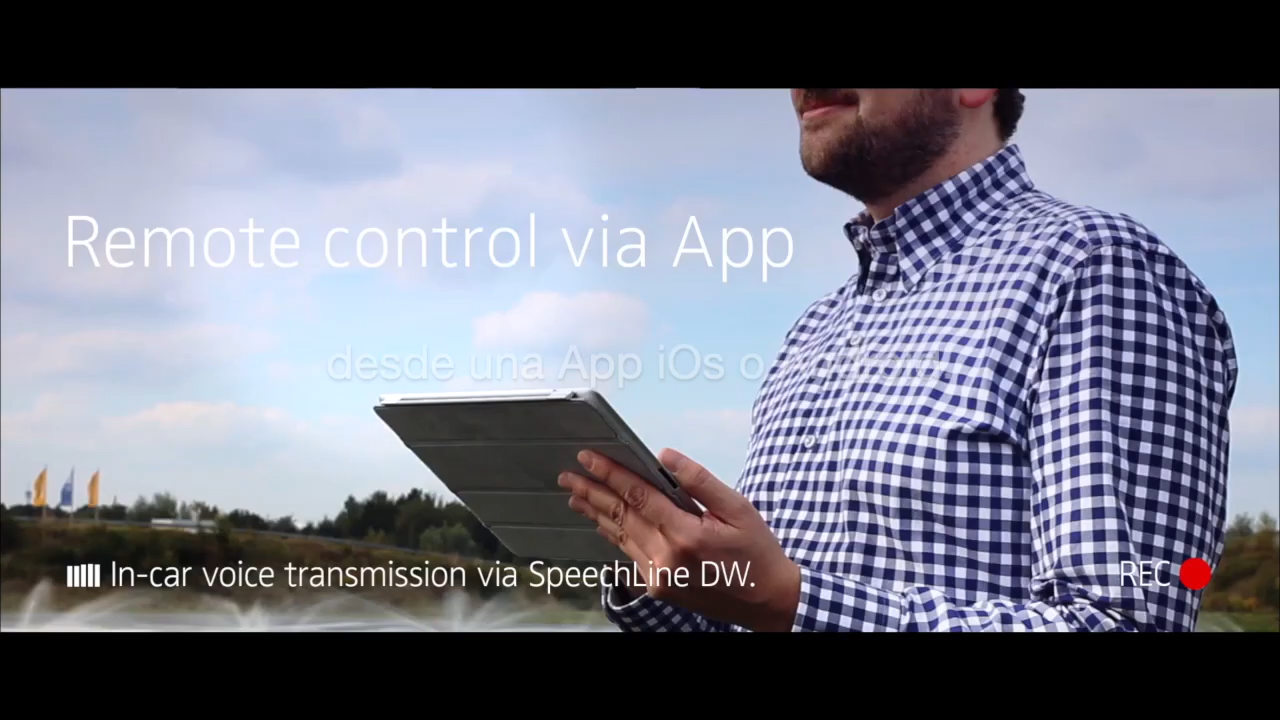 Remote control via App
desde una App iOs o
In-car voice transmission via SpeechLine DW.
REC